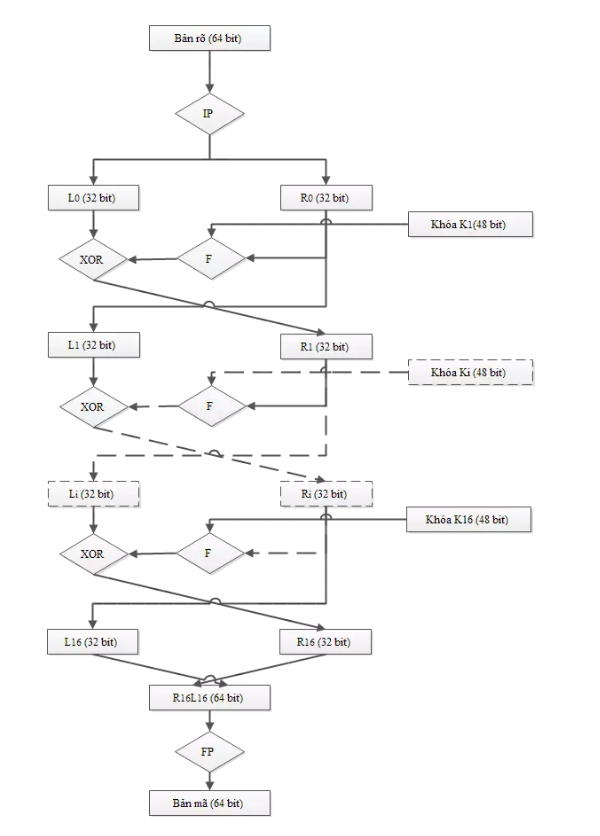 Bản rõ (64 bit)
IP
L0 (32 bit)
R0 (32 bit)
Khóa K1(48 bit)
XOR
F
L1 (32 bit)
R1 (32 bit)
Khóa Ki (48 bit)
XOR
F
Li (32 bit)
Ri (32 bit)
Khóa K16 (48 bit)
XOR
F
L16 (32 bit)
R16 (32 bit)
R16L16 (64 bit)
FP
Bản mã (64 bit)